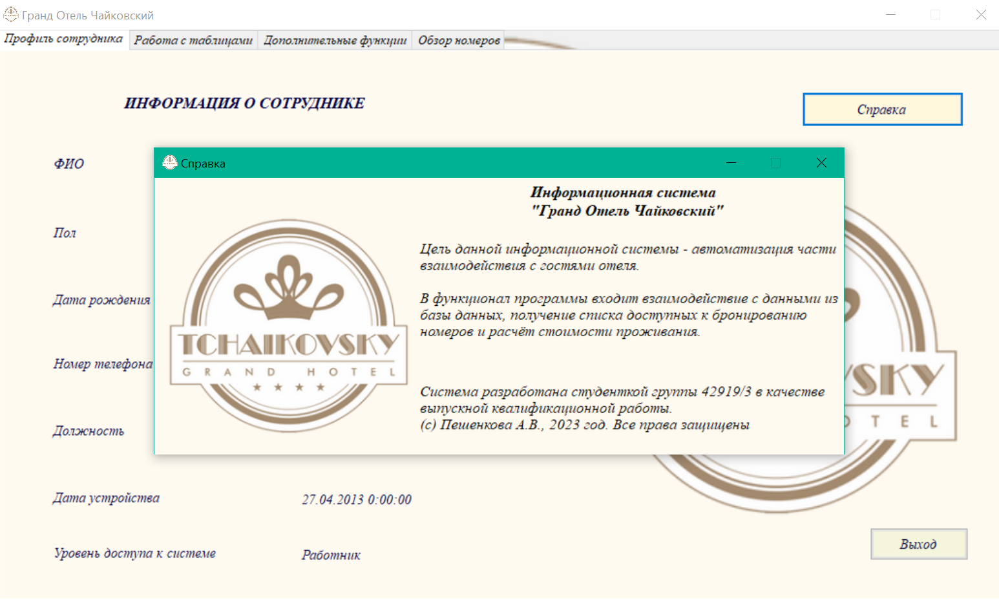 Гранд Отель Чайковский
Профиль сотрудника
Работа с таблицами
Дополнительные функции
Обзор номеров
ИНФОРМАЦИЯ О СОТРУДНИКЕ
Справка
ФИО
Пол
Дата рождения
Номер телефона
Должность
Дата устройства
27.04.2013 0:00:00
Уровень доступа к системе
Работник
Выход
Справка
TCHAIKOVSKY
GRAND HOTEL
Информационная система
"Гранд Отель Чайковский"
Цель данной информационной системы - автоматизация части
взаимодействия с гостями отеля.
В функционал программы входит взаимодействие с данными из
базы данных, получение списка доступных к бронированию
номеров и расчёт стоимости проживания.
Система разработана студенткой группы 42919/3 в качестве
выпускной квалификационной работы.
(с) Пешенкова А.В., 2023 год. Все права защищены
SKY
OTEL